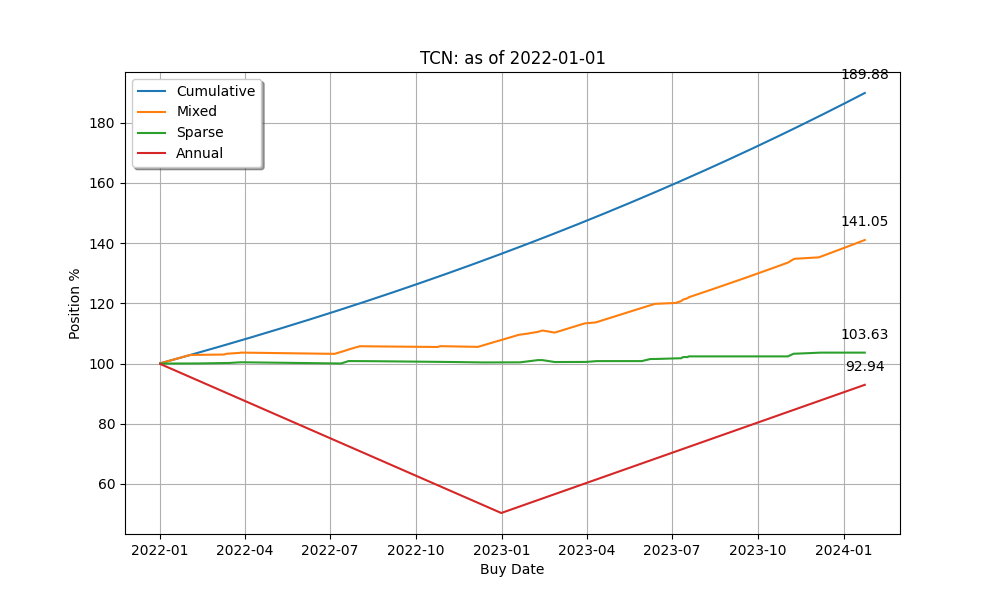 TCN: as of 2022-01-01
Cumulative
Mixed
Sparse
Annual
189.88
141.05
103.63
92.94
Position %
180
160
140
120
100
80
60
2022-01 2022-04 2022-07 2022-10 2023-01 2023-04 2023-07 2023-10 2024-01
Buy Date